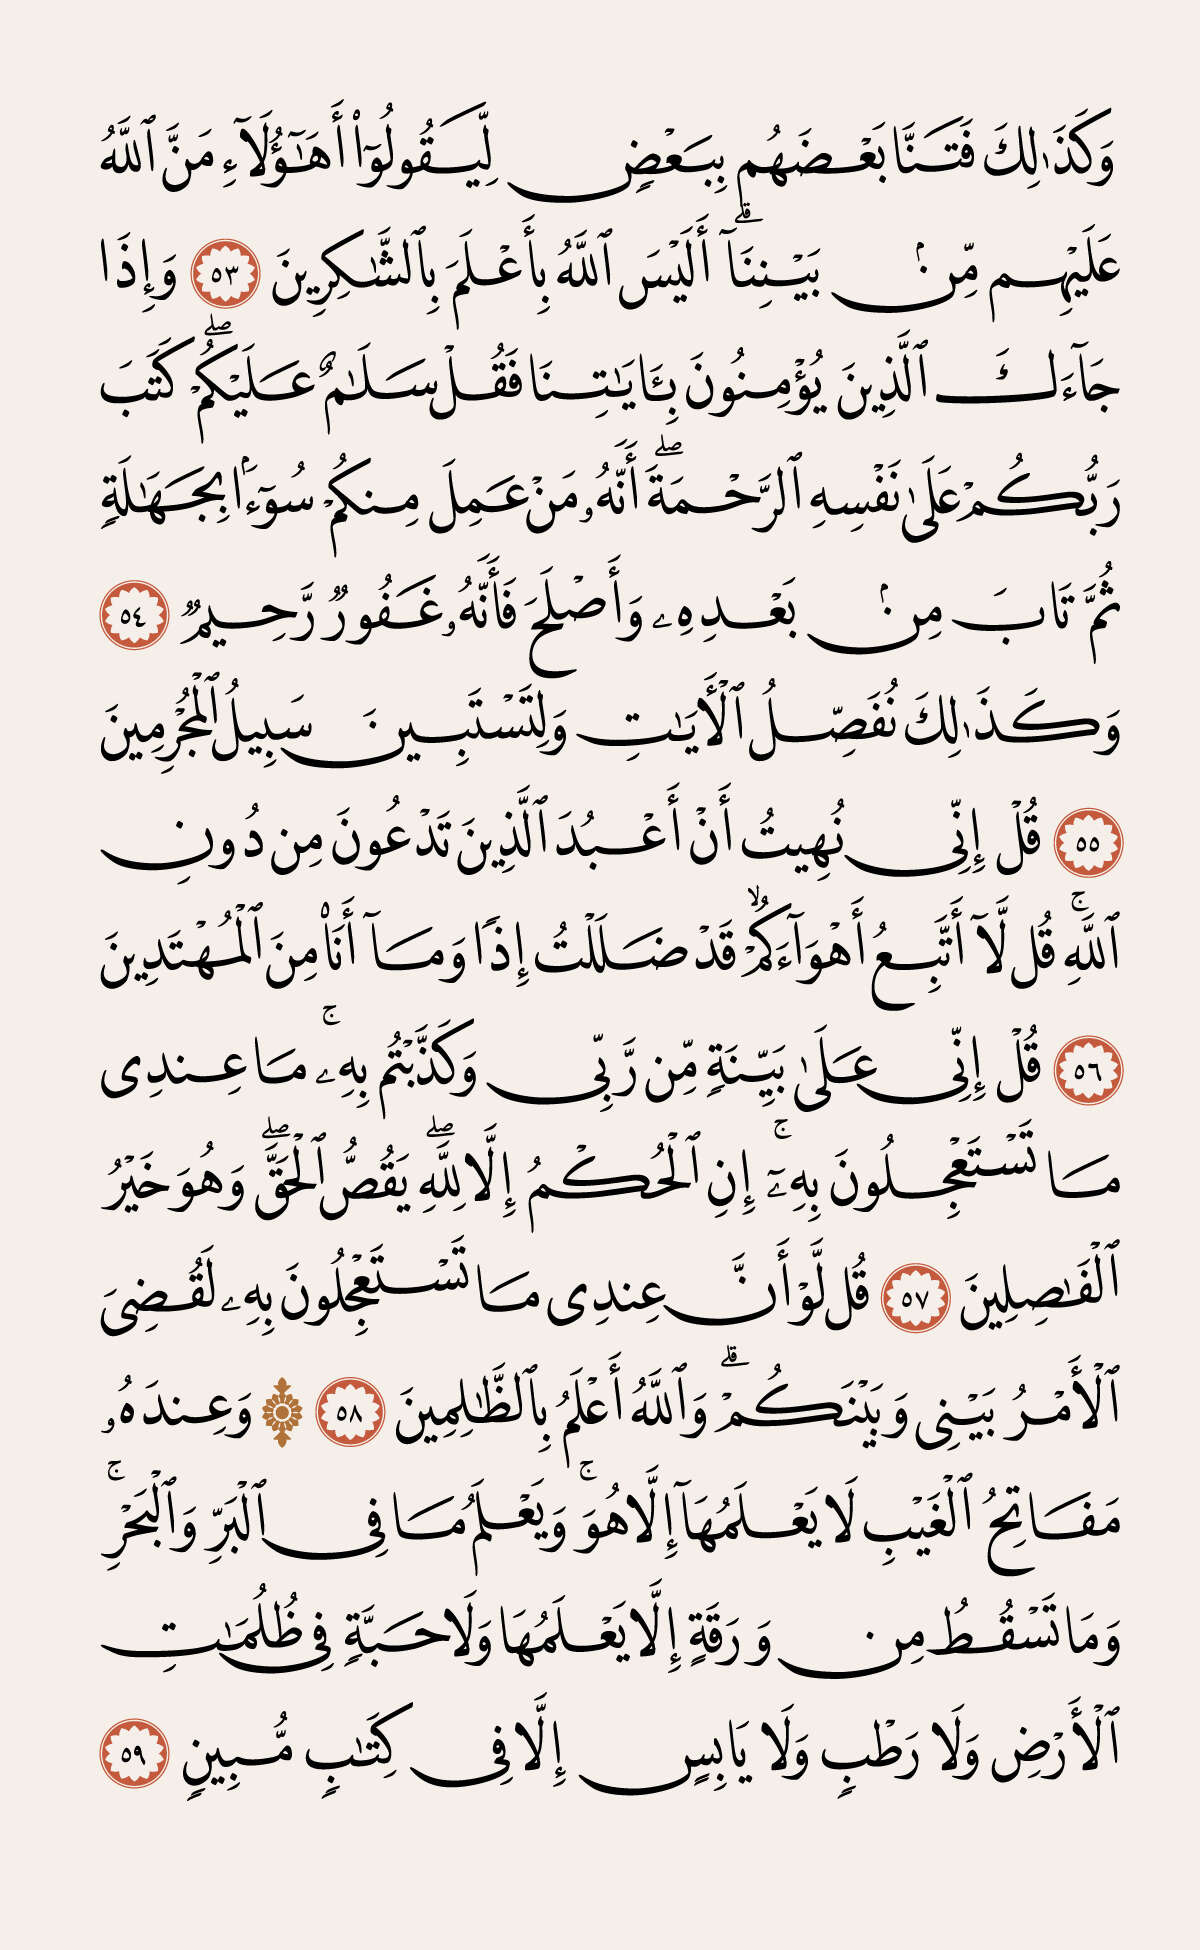 وَكَذَٰلِكَ فَتَنَّا بَعْضَهُم بِبَعْضٍ لِّيَقُولُوٓا۟ أَهَـٰٓؤُلَآءِ مَنَّ ٱللَّهُ
عَلَيْهِم مِّنۢ بَيْنِنَآ ۗ أَلَيْسَ ٱللَّهُ بِأَعْلَمَ بِٱلشَّـٰكِرِينَ ٥٣ وَإِذَا
جَآءَكَ ٱلَّذِينَ يُؤْمِنُونَ بِـَٔايَـٰتِنَا فَقُلْ سَلَـٰمٌ عَلَيْكُمْ ۖ كَتَبَ
رَبُّكُمْ عَلَىٰ نَفْسِهِ ٱلرَّحْمَةَ ۖ أَنَّهُۥ مَنْ عَمِلَ مِنكُمْ سُوٓءًۢا بِجَهَـٰلَةٍ
ثُمَّ تَابَ مِنۢ بَعْدِهِۦ وَأَصْلَحَ فَأَنَّهُۥ غَفُورٌ رَّحِيمٌ ٥٤
وَكَذَٰلِكَ نُفَصِّلُ ٱلْأَيَـٰتِ وَلِتَسْتَبِينَ سَبِيلُ ٱلْمُجْرِمِينَ
٥٥ قُلْ إِنِّى نُهِيتُ أَنْ أَعْبُدَ ٱلَّذِينَ تَدْعُونَ مِن دُونِ
ٱللَّهِ ۚ قُل لَّآ أَتَّبِعُ أَهْوَآءَكُمْ ۙ قَدْ ضَلَلْتُ إِذًا وَمَآ أَنَا۠ مِنَ ٱلْمُهْتَدِينَ
٥٦ قُلْ إِنِّى عَلَىٰ بَيِّنَةٍ مِّن رَّبِّى وَكَذَّبْتُم بِهِۦ ۚ مَا عِندِى
مَا تَسْتَعْجِلُونَ بِهِۦٓ ۚ إِنِ ٱلْحُكْمُ إِلَّا لِلَّهِ ۖ يَقُصُّ ٱلْحَقَّ ۖ وَهُوَ خَيْرُ
ٱلْفَـٰصِلِينَ ٥٧ قُل لَّوْ أَنَّ عِندِى مَا تَسْتَعْجِلُونَ بِهِۦ لَقُضِىَ
ٱلْأَمْرُ بَيْنِى وَبَيْنَكُمْ ۗ وَٱللَّهُ أَعْلَمُ بِٱلظَّـٰلِمِينَ ٥٨ ۞ وَعِندَهُۥ
مَفَاتِحُ ٱلْغَيْبِ لَا يَعْلَمُهَآ إِلَّا هُوَ ۚ وَيَعْلَمُ مَا فِى ٱلْبَرِّ وَٱلْبَحْرِ ۚ
وَمَا تَسْقُطُ مِن وَرَقَةٍ إِلَّا يَعْلَمُهَا وَلَا حَبَّةٍ فِى ظُلُمَـٰتِ
ٱلْأَرْضِ وَلَا رَطْبٍ وَلَا يَابِسٍ إِلَّا فِى كِتَـٰبٍ مُّبِينٍ ٥٩